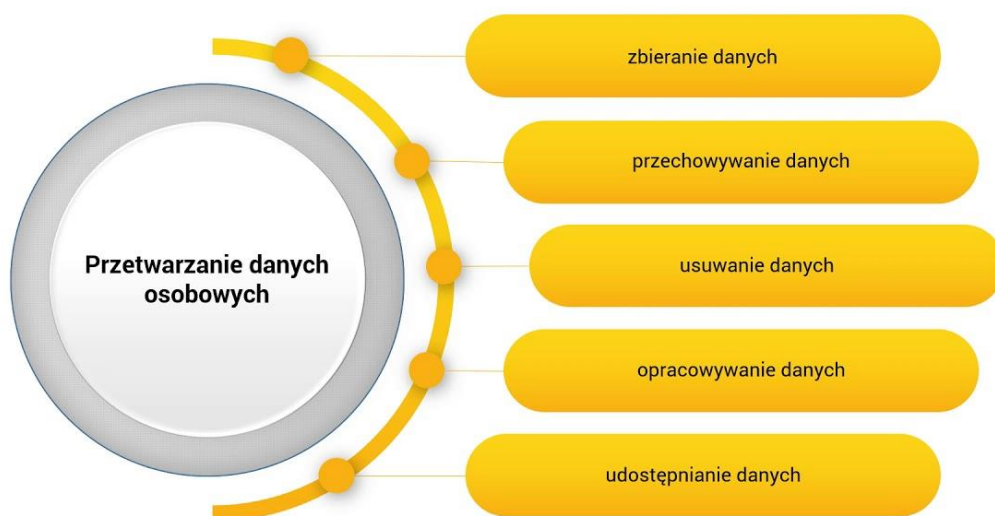 Przetwarzanie danych
osobowych
zbieranie danych
przechowywanie danych
usuwanie danych
opracowywanie danych
udostępnianie danych